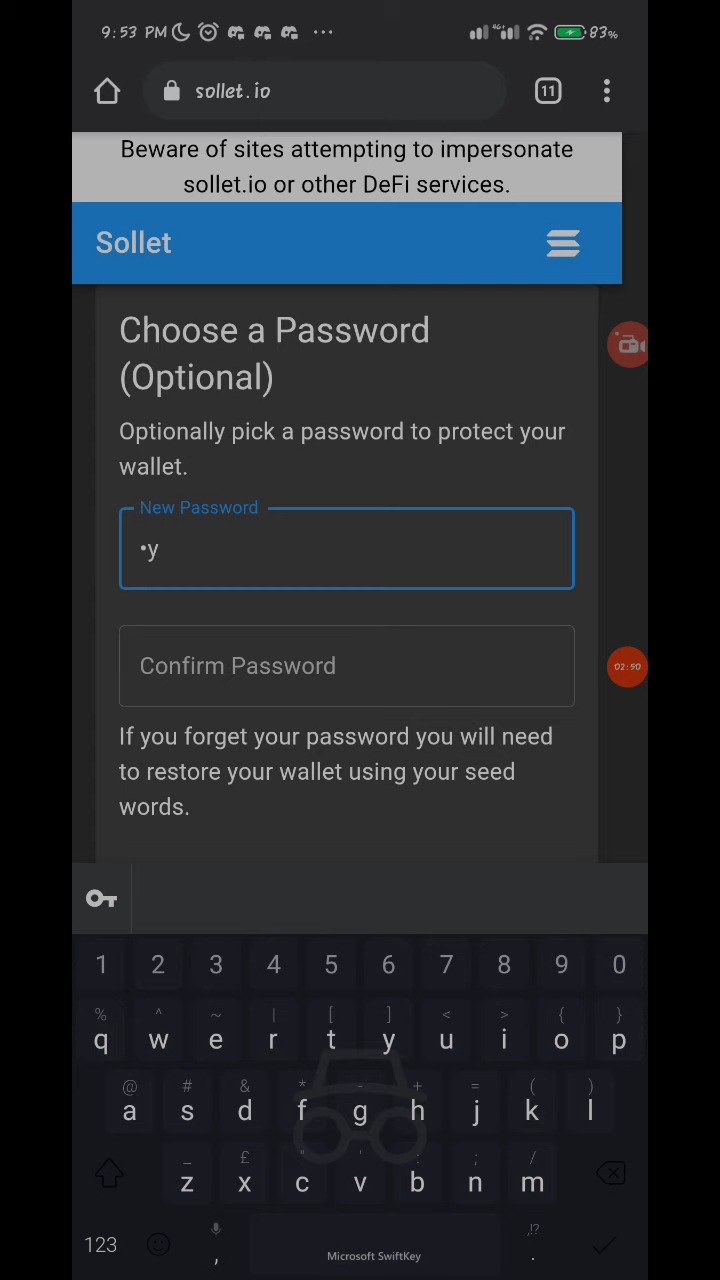 9:53 PM ... 4G+ 83%
sollet.io 11
Beware of sites attempting to impersonate
sollet.io or other DeFi services.
Sollet
Choose a Password
(Optional)
Optionally pick a password to protect your
wallet.
New Password
•y
Confirm Password
02:50
If you forget your password you will need
to restore your wallet using your seed
words.
1 2 3 4 5 6 7 8 9 0
% ^ ~ | [ ] < > { }
q w e r t y u i o p
@ # & * - + = ( )
a s d f g h j k l
_ £ " ' : ; /
z x c v b n m
123 , Microsoft SwiftKey ,!? .